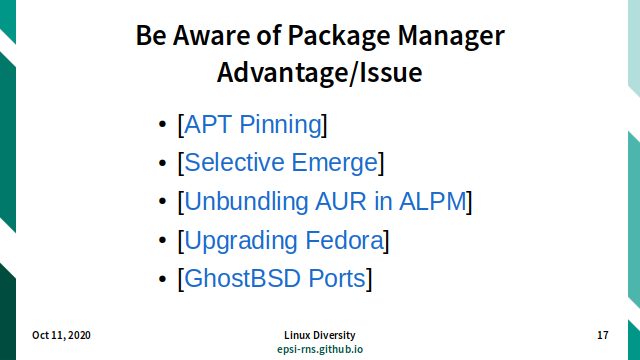 Be Aware of Package Manager
Advantage/Issue
• [APT Pinning]
• [Selective Emerge]
• [Unbundling AUR in ALPM]
• [Upgrading Fedora]
• [GhostBSD Ports]
Oct 11, 2020
Linux Diversity
epsi-rns.github.io
17